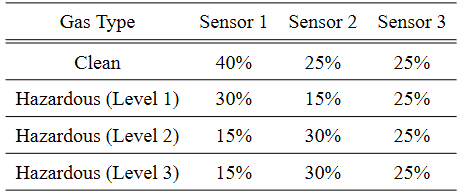 Gas Type Sensor 1 Sensor 2 Sensor 3
Clean 40% 25% 25%
Hazardous (Level 1) 30% 15% 25%
Hazardous (Level 2) 15% 30% 25%
Hazardous (Level 3) 15% 30% 25%